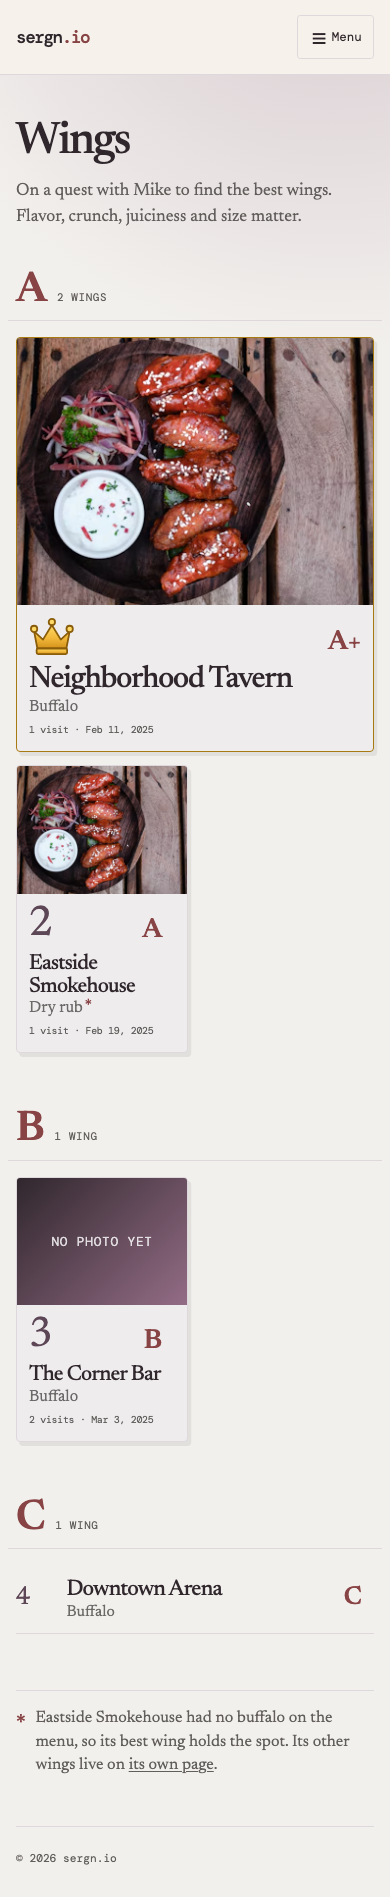 sergn.io
Menu
Wings
On a quest with Mike to find the best wings.
Flavor, crunch, juiciness and size matter.
A 2 WINGS
A+
Neighborhood Tavern
Buffalo
1 visit · Feb 11, 2025
2 A
Eastside
Smokehouse
Dry rub *
1 visit · Feb 19, 2025
B 1 WING
NO PHOTO YET
3 B
The Corner Bar
Buffalo
2 visits · Mar 3, 2025
C 1 WING
4 Downtown Arena C
Buffalo
* Eastside Smokehouse had no buffalo on the
menu, so its best wing holds the spot. Its other
wings live on its own page.
© 2026 sergn.io